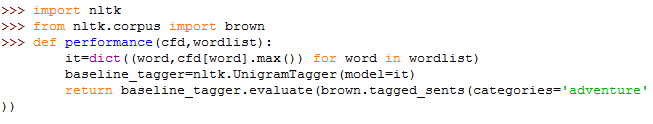 >>> import nltk
>>> from nltk.corpus import brown
>>> def performance(cfd,wordlist):
        it=dict((word,cfd[word].max()) for word in wordlist)
        baseline_tagger=nltk.UnigramTagger(model=it)
        return baseline_tagger.evaluate(brown.tagged_sents(categories='adventure'
))